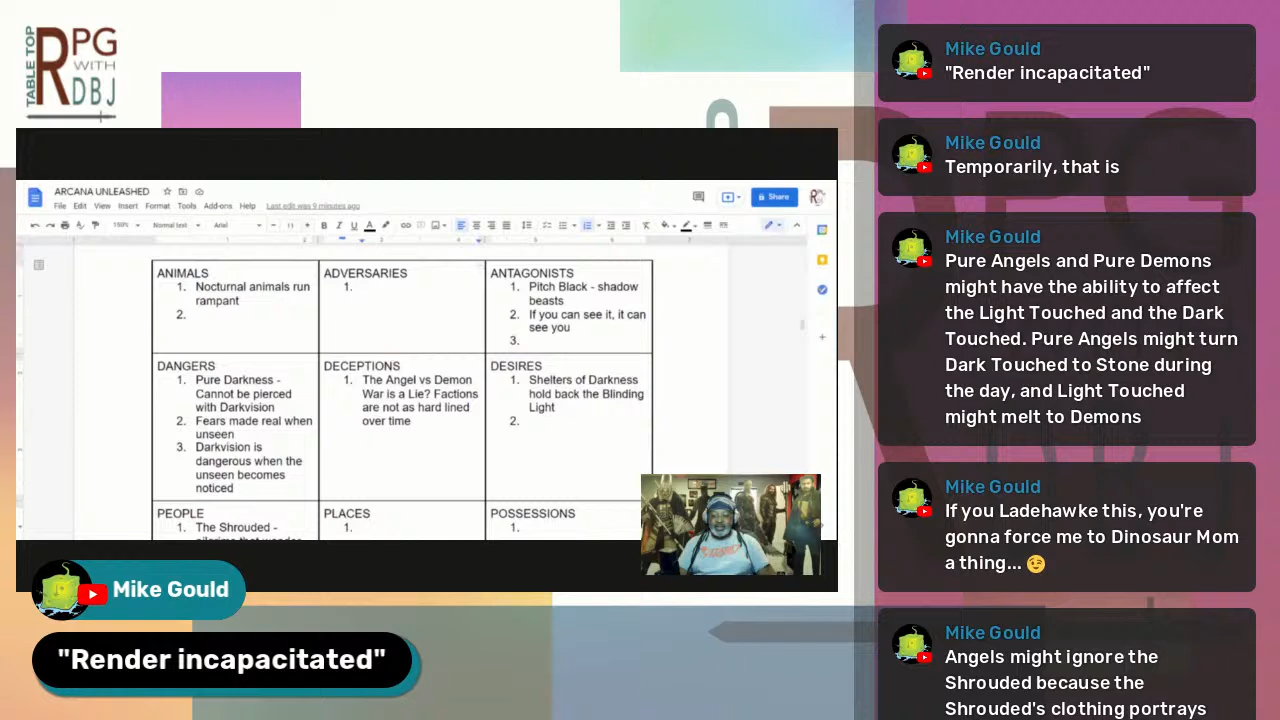 TABLE TOP
RPG
WITH
RDBJ
ARCANA UNLEASHED
File Edit View Insert Format Tools Add-ons Help Last edit was 9 minutes ago
Share
100% Normal text Arial 11
ANIMALS
1. Nocturnal animals run
rampant
2.
ADVERSARIES
1.
ANTAGONISTS
1. Pitch Black - shadow
beasts
2. If you can see it, it can
see you
3.
DANGERS
1. Pure Darkness -
Cannot be pierced
with Darkvision
2. Fears made real when
unseen
3. Darkvision is
dangerous when the
unseen becomes
noticed
DECEPTIONS
1. The Angel vs Demon
War is a Lie? Factions
are not as hard lined
over time
DESIRES
1. Shelters of Darkness
hold back the Blinding
Light
2.
PEOPLE
1. The Shrouded -
PLACES
1.
POSSESSIONS
1.
Mike Gould
"Render incapacitated"
Mike Gould
"Render incapacitated"
Mike Gould
Temporarily, that is
Mike Gould
Pure Angels and Pure Demons
might have the ability to affect
the Light Touched and the Dark
Touched. Pure Angels might turn
Dark Touched to Stone during
the day, and Light Touched
might melt to Demons
Mike Gould
If you Ladehawke this, you're
gonna force me to Dinosaur Mom
a thing... 😉
Mike Gould
Angels might ignore the
Shrouded because the
Shrouded's clothing portrays